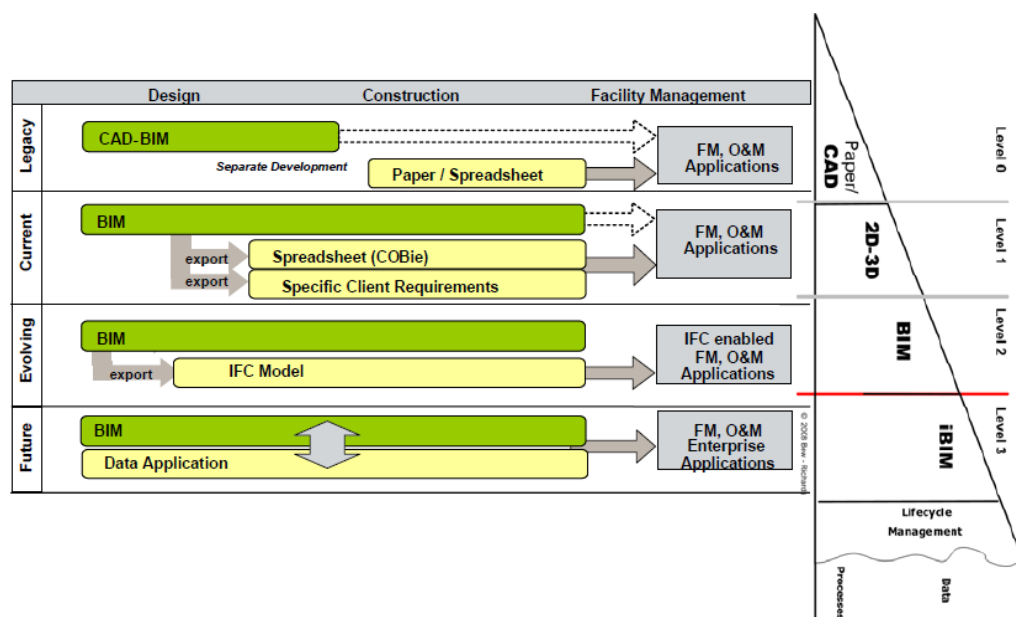 Design Construction Facility Management
Legacy
CAD-BIM
Separate Development
Paper / Spreadsheet
FM, O&M
Applications
Current
BIM
export
export
Spreadsheet (COBie)
Specific Client Requirements
FM, O&M
Applications
Evolving
BIM
export
IFC Model
IFC enabled
FM, O&M
Applications
Future
BIM
Data Application
FM, O&M
Enterprise
Applications
© 2008 Bew - Richards
Paper/
CAD
Level 0
2D-3D
Level 1
BIM
Level 2
iBIM
Level 3
Lifecycle
Management
Processes
Data